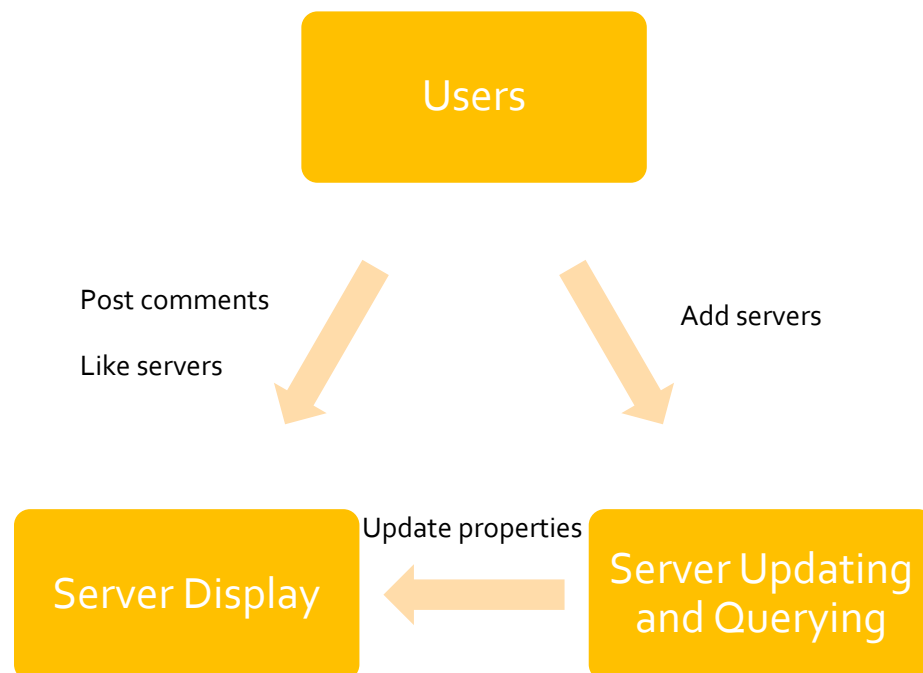 Users
Post comments
Like servers
Add servers
Update properties
Server Display
Server Updating
and Querying